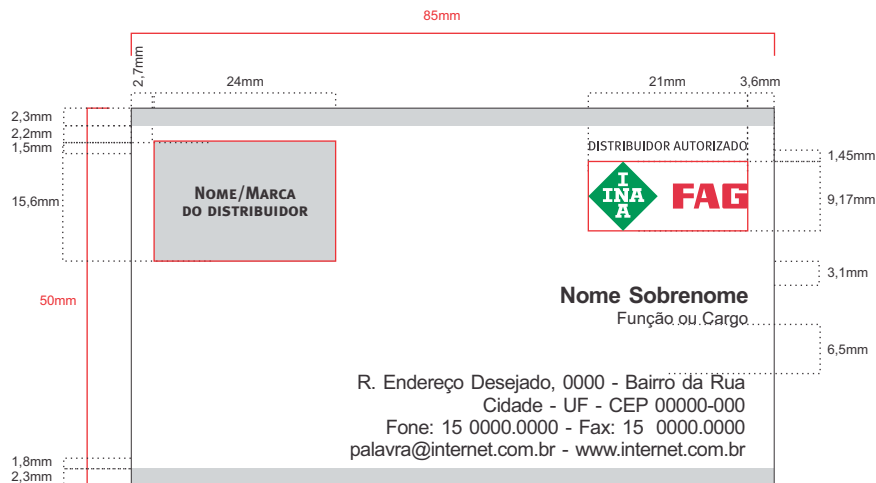 85mm
2,7mm
24mm
21mm
3,6mm
2,3mm
2,2mm
1,5mm
15,6mm
50mm
1,8mm
2,3mm
NOME/MARCA
DO DISTRIBUIDOR
DISTRIBUIDOR AUTORIZADO
INA
INA
FAG
1,45mm
9,17mm
3,1mm
6,5mm
Nome Sobrenome
Função ou Cargo
R. Endereço Desejado, 0000 - Bairro da Rua
Cidade - UF - CEP 00000-000
Fone: 15 0000.0000 - Fax: 15 0000.0000
palavra@internet.com.br - www.internet.com.br